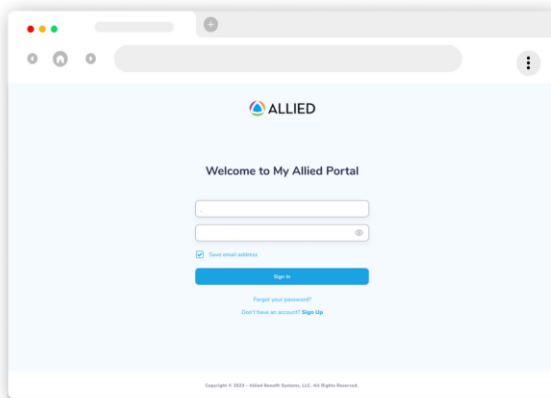 ALLIED
Welcome to My Allied Portal
Save email address
Sign In
Forgot your password?
Don't have an account? Sign Up
Copyright © 2023 - Allied Benefit Systems, LLC. All Rights Reserved.